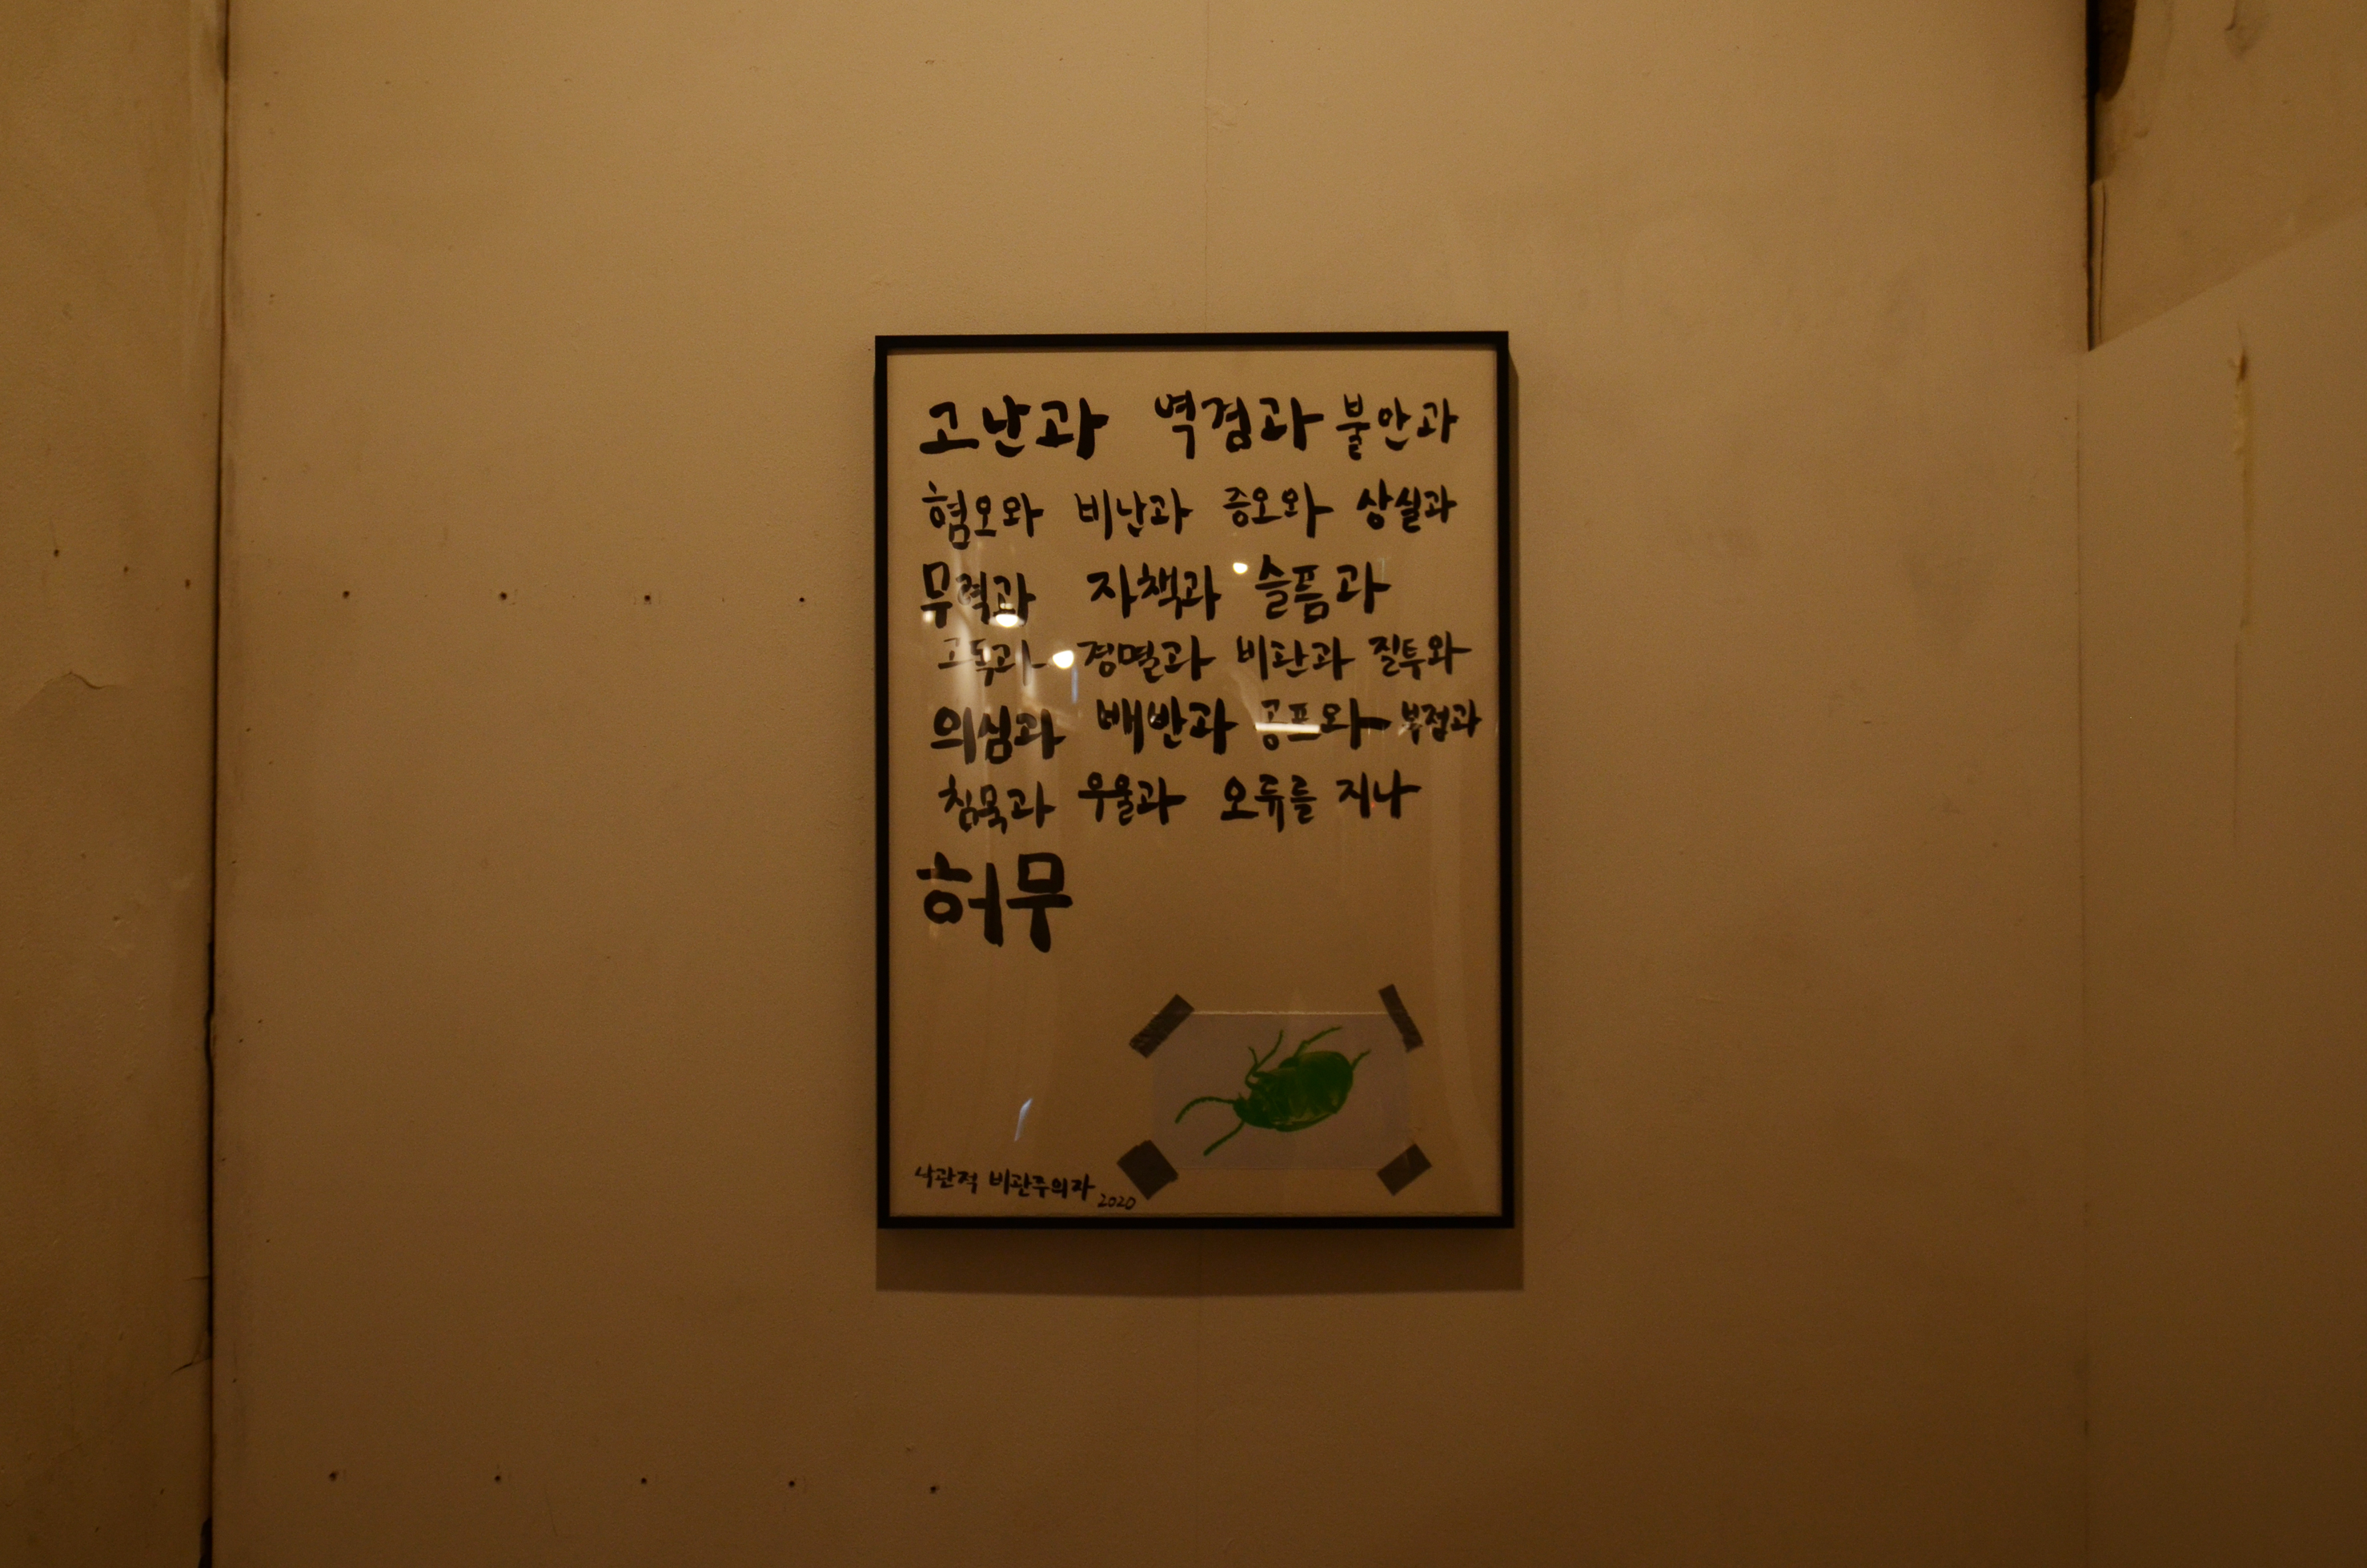 고난과 역경과 불안과
혐오와 비난과 증오와 상실과
무력과 자책과 슬픔과
고독과 경멸과 비판과 질투와
의심과 배반과 공포와 부정과
침묵과 우울과 오류를 지나
허무
낙관적 비관주의자
2020